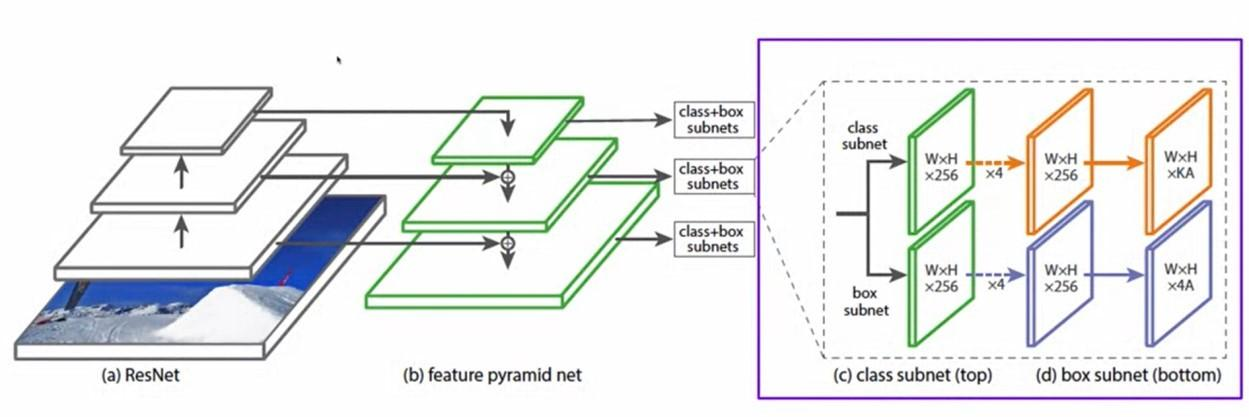 class+box
subnets
class+box
subnets
class+box
subnets
class
subnet
W×H
×256
×4
W×H
×256
W×H
×KA
box
subnet
W×H
×256
×4
W×H
×256
W×H
×4A
(a) ResNet
(b) feature pyramid net
(c) class subnet (top)
(d) box subnet (bottom)